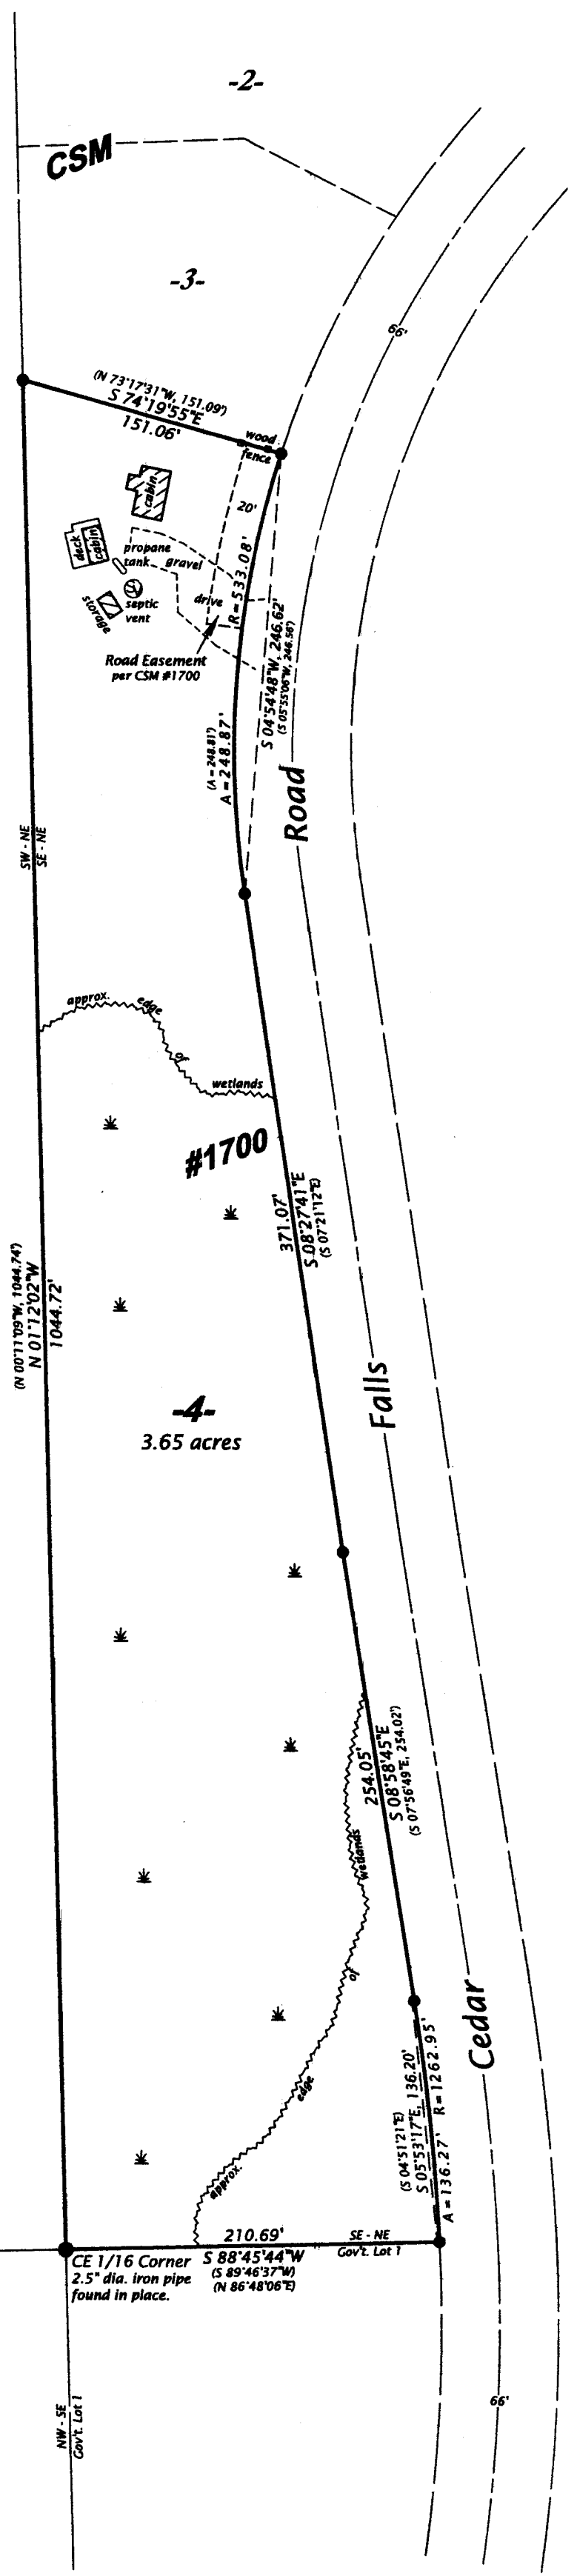 -2-
CSM
-3-
66'
(N 73°17'31"W, 151.09')
S 74°19'55"E
151.06'
wood
fence
cabin
20'
deck
cabin
propane
tank
gravel
storage
septic
vent
drive
R=533.08'
Road Easement
per CSM #1700
S 04°54'48"W, 246.62'
(S 05°55'06"W, 246.56')
(A=248.81')
A=248.87'
Road
SW - NE
SE - NE
approx.
edge
of
wetlands
#1700
371.07'
S 08°27'41"E
(S 07°21'12"E)
(N 00°11'09"W, 1044.74')
N 01°12'02"W
1044.72'
Falls
-4-
3.65 acres
254.05'
S 08°58'45"E
(S 07°56'49"E, 254.02')
wetlands
of
edge
approx.
Cedar
(S 04°51'21"E)
S 05°53'17"E, 136.20'
A=136.27'
R=1262.95'
210.69'
SE - NE
Gov't. Lot 1
S 88°45'44"W
(S 89°46'37"W)
(N 86°48'06"E)
CE 1/16 Corner
2.5" dia. iron pipe
found in place.
NW - SE
Gov't. Lot 1
66'